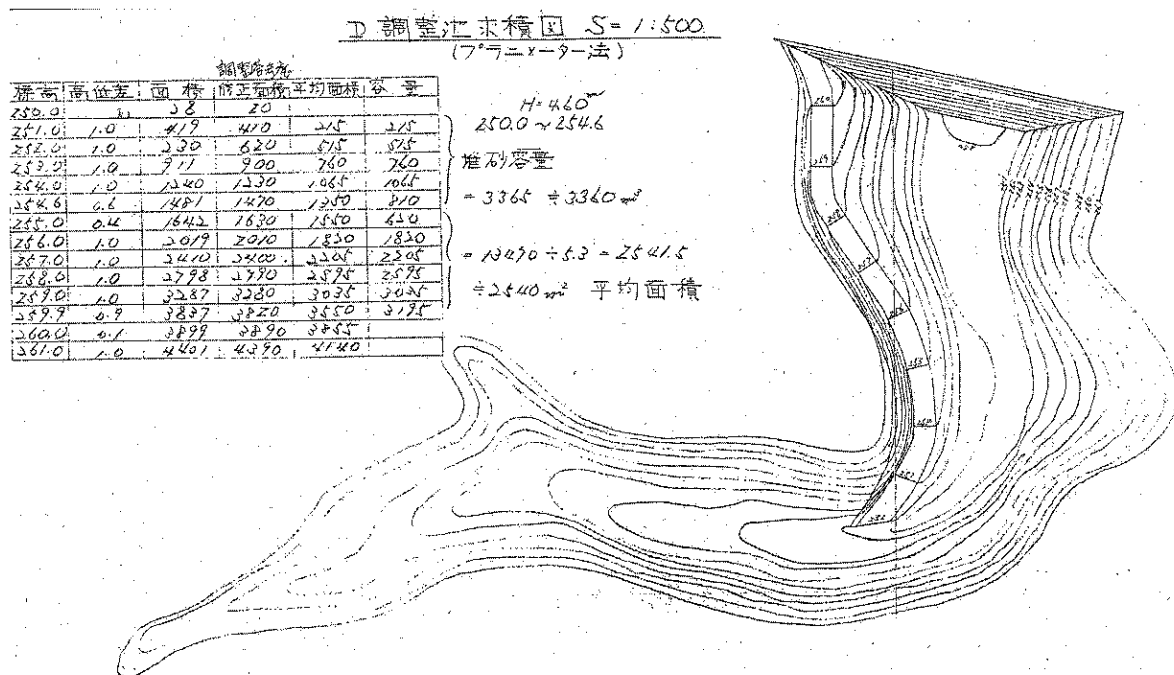 D 調整池求積図 S=1:500.
(プラニメーター法)
標高 高低差 面積 修正面積 平均面積 容量
250.0 28 20
251.0 1.0 419 410 215 215
252.0 1.0 230 620 515 515
253.0 1.0 911 900 760 760
254.0 1.0 1240 1230 1065 1065
254.6 0.6 1481 1470 1350 810
255.0 0.4 1642 1630 1550 620
256.0 1.0 2019 2010 1820 1820
257.0 1.0 2410 2400 2205 2205
258.0 1.0 2798 2790 2595 2595
259.0 1.0 3287 3280 3035 3035
259.9 0.9 3837 3820 3550 3195
260.0 0.1 3899 3890 3855
261.0 1.0 4401 4390 4140
H=4.60m
250.0~254.6
堆砂容量
=3365≒3360m³
=13490÷5.3=2541.5
≒2540m² 平均面積